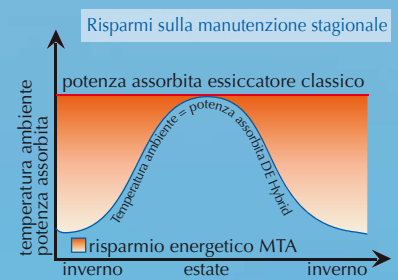 Risparmi sulla manutenzione stagionale
potenza assorbita essiccatore classico
temperatura ambiente
potenza assorbita
Temperatura ambiente = potenza assorbita DE Hybrid
risparmio energetico MTA
inverno estate inverno